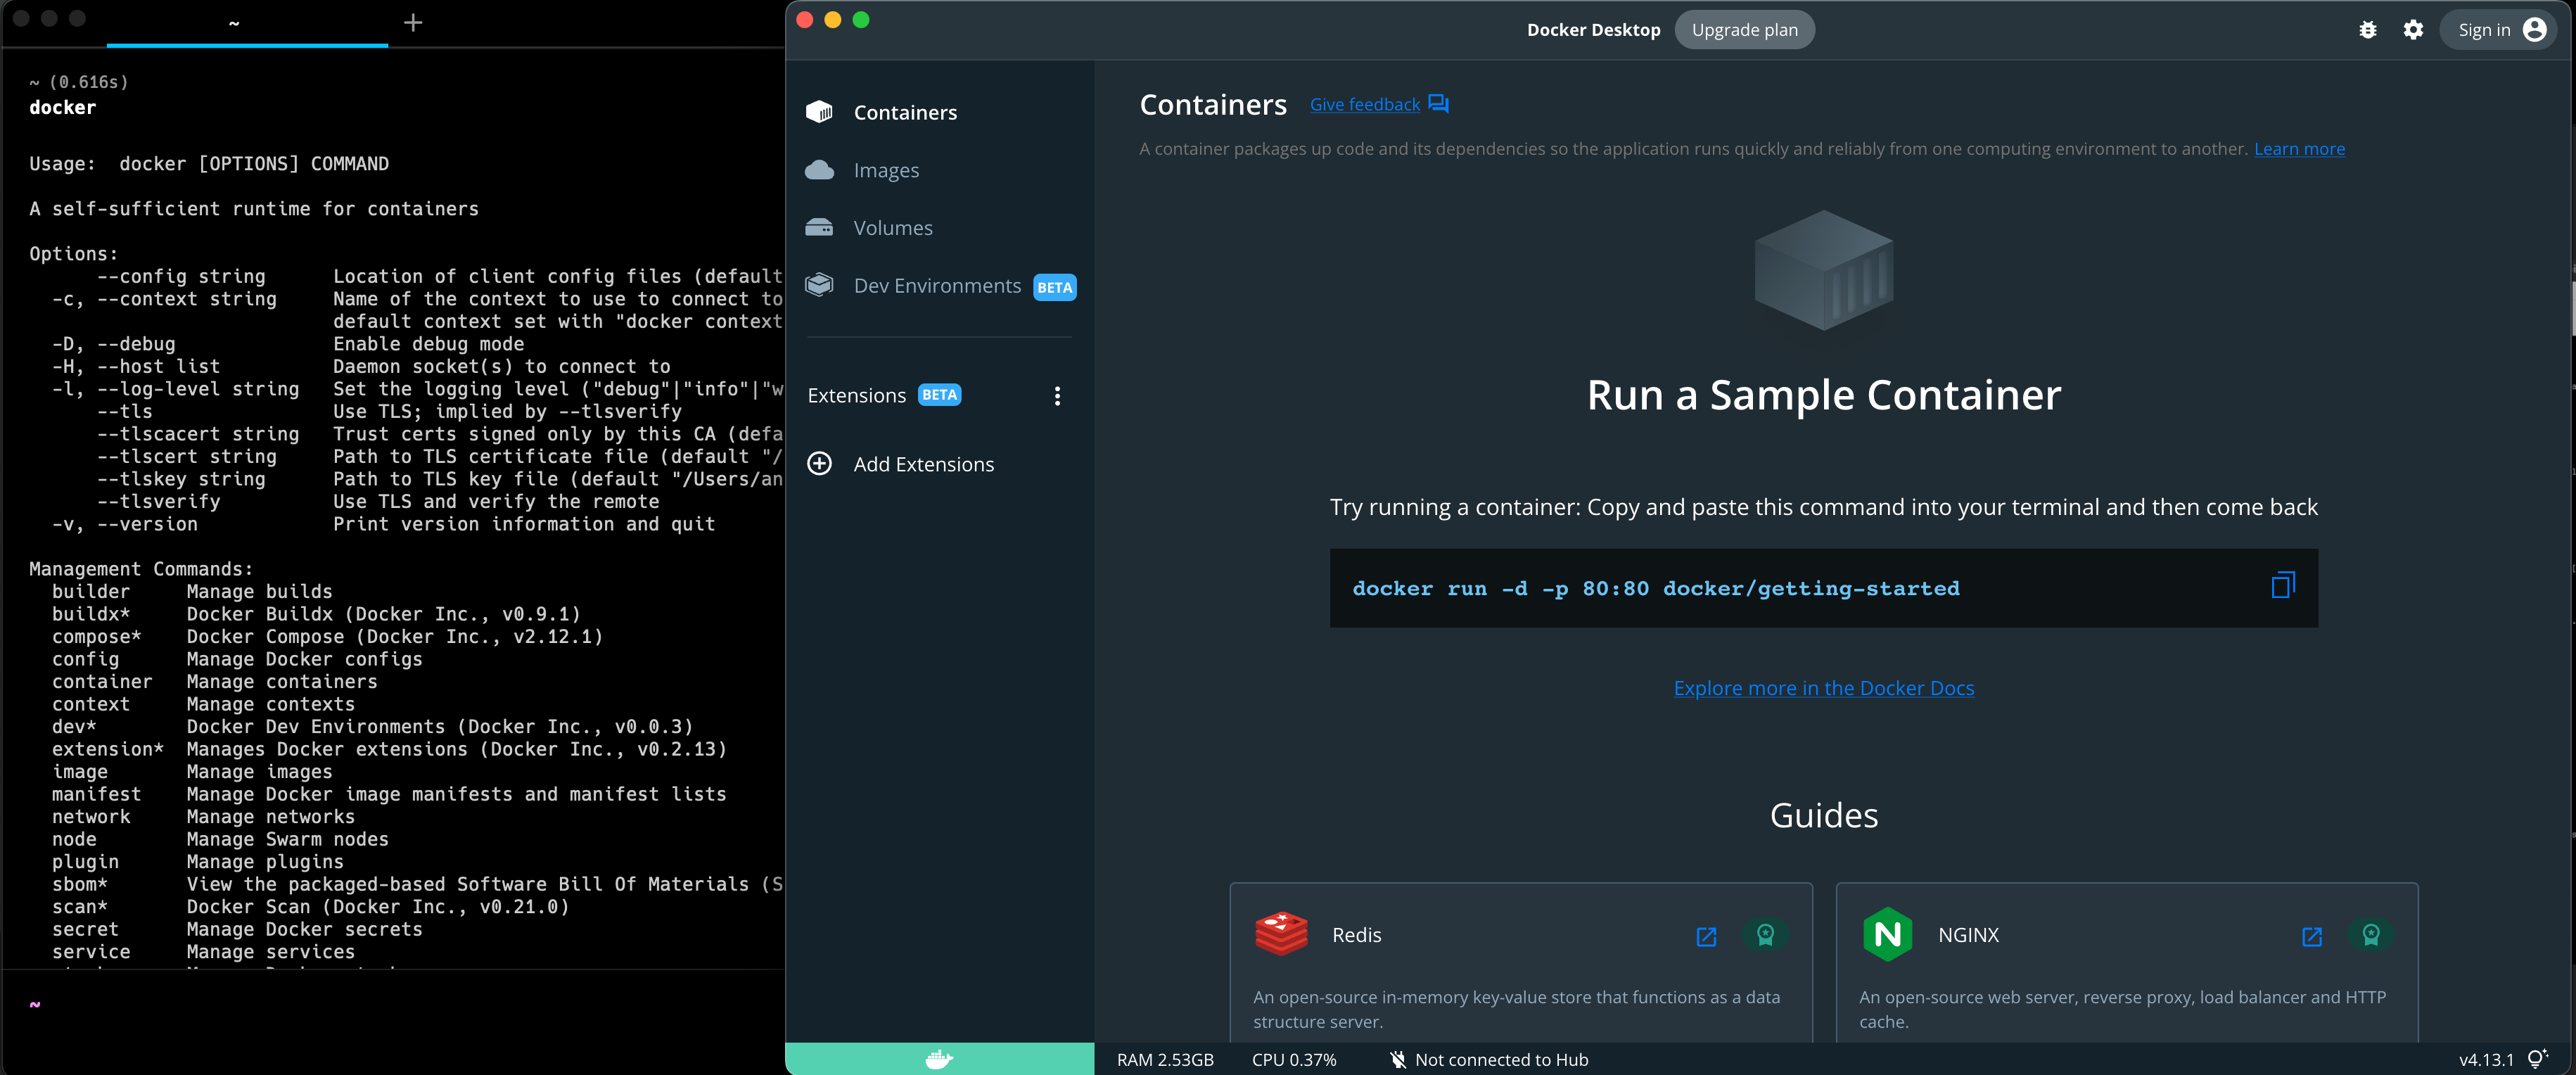 ~
+
~ (0.616s)
docker
Usage:  docker [OPTIONS] COMMAND
A self-sufficient runtime for containers
Options:
      --config string      Location of client config files (default
  -c, --context string     Name of the context to use to connect to
                           default context set with "docker context
  -D, --debug              Enable debug mode
  -H, --host list          Daemon socket(s) to connect to
  -l, --log-level string   Set the logging level ("debug"|"info"|"w
      --tls                Use TLS; implied by --tlsverify
      --tlscacert string   Trust certs signed only by this CA (defa
      --tlscert string     Path to TLS certificate file (default "/
      --tlskey string      Path to TLS key file (default "/Users/an
      --tlsverify          Use TLS and verify the remote
  -v, --version            Print version information and quit
Management Commands:
  builder     Manage builds
  buildx*     Docker Buildx (Docker Inc., v0.9.1)
  compose*    Docker Compose (Docker Inc., v2.12.1)
  config      Manage Docker configs
  container   Manage containers
  context     Manage contexts
  dev*        Docker Dev Environments (Docker Inc., v0.0.3)
  extension*  Manages Docker extensions (Docker Inc., v0.2.13)
  image       Manage images
  manifest    Manage Docker image manifests and manifest lists
  network     Manage networks
  node        Manage Swarm nodes
  plugin      Manage plugins
  sbom*       View the packaged-based Software Bill Of Materials (S
  scan*       Docker Scan (Docker Inc., v0.21.0)
  secret      Manage Docker secrets
  service     Manage services
~
Docker Desktop
Upgrade plan
Sign in
Containers
Images
Volumes
Dev Environments BETA
Extensions BETA
Add Extensions
Containers Give feedback
A container packages up code and its dependencies so the application runs quickly and reliably from one computing environment to another. Learn more
Run a Sample Container
Try running a container: Copy and paste this command into your terminal and then come back
docker run -d -p 80:80 docker/getting-started
Explore more in the Docker Docs
Guides
Redis
An open-source in-memory key-value store that functions as a data
structure server.
N NGINX
An open-source web server, reverse proxy, load balancer and HTTP
cache.
RAM 2.53GB CPU 0.37% Not connected to Hub
v4.13.1